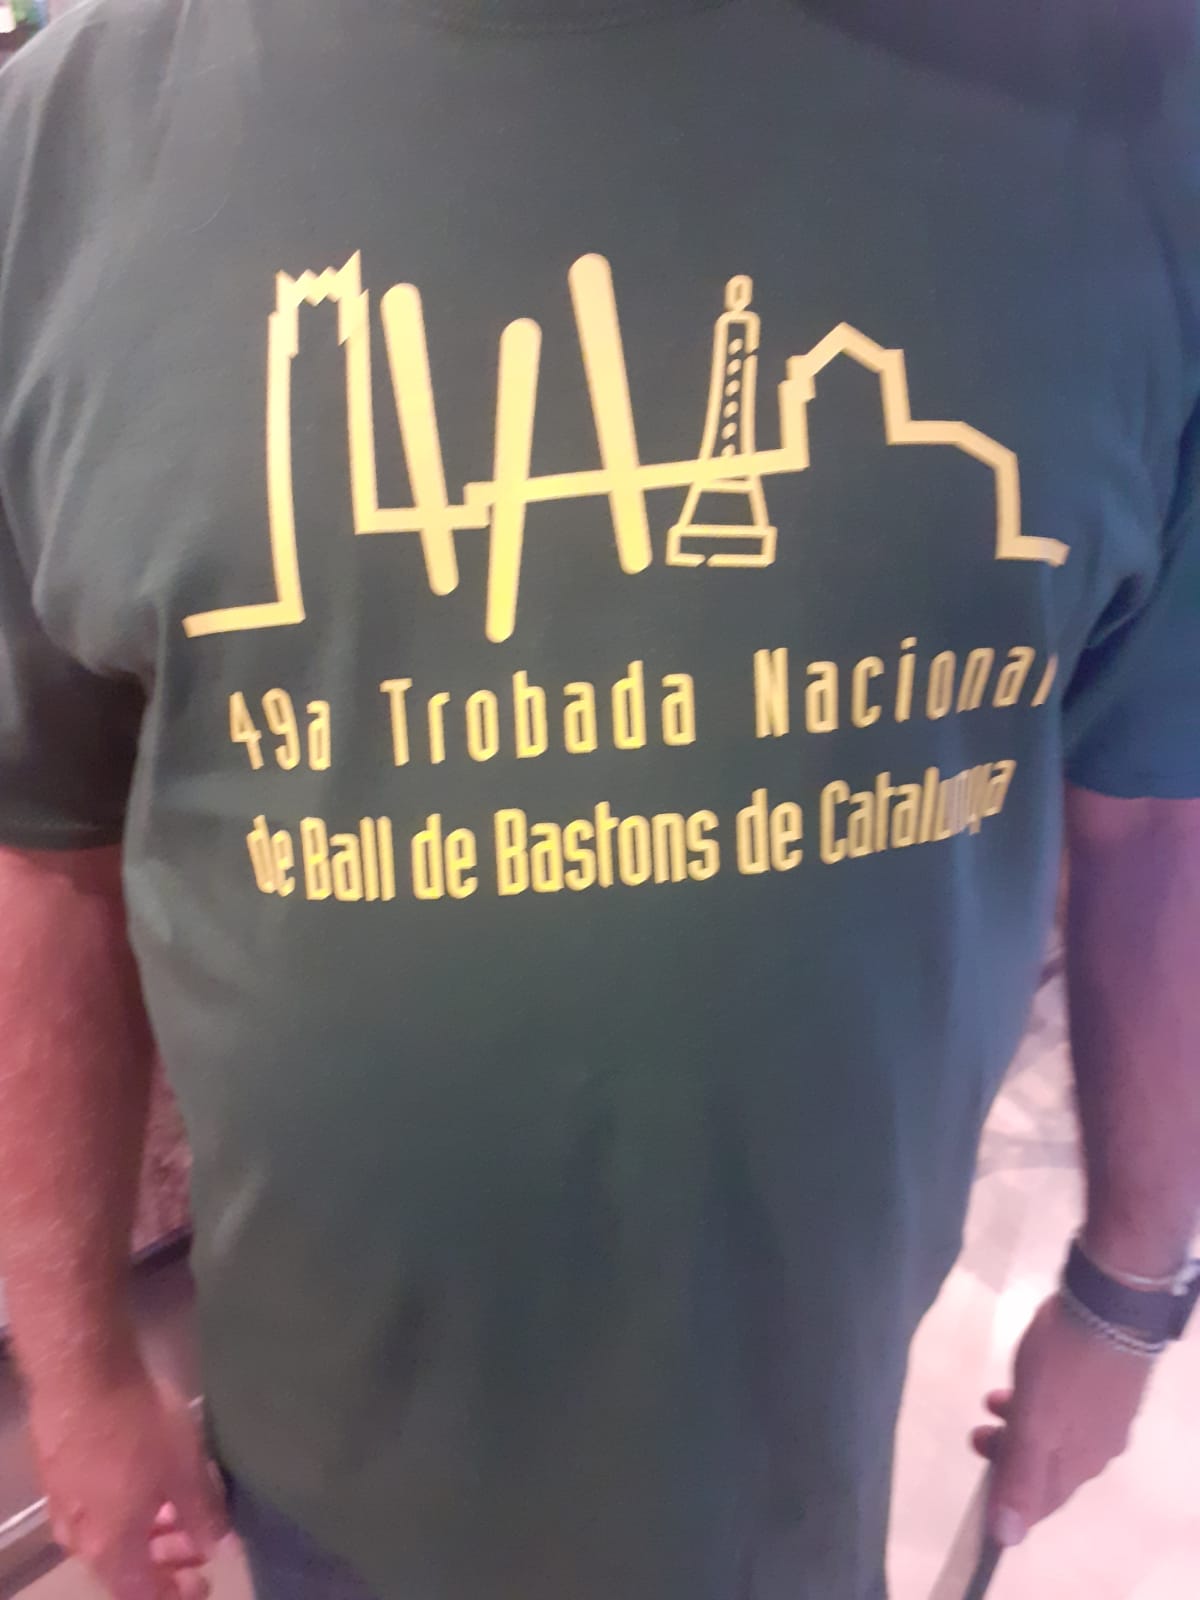 49a Trobada Nacional
de Ball de Bastons de Catalunya